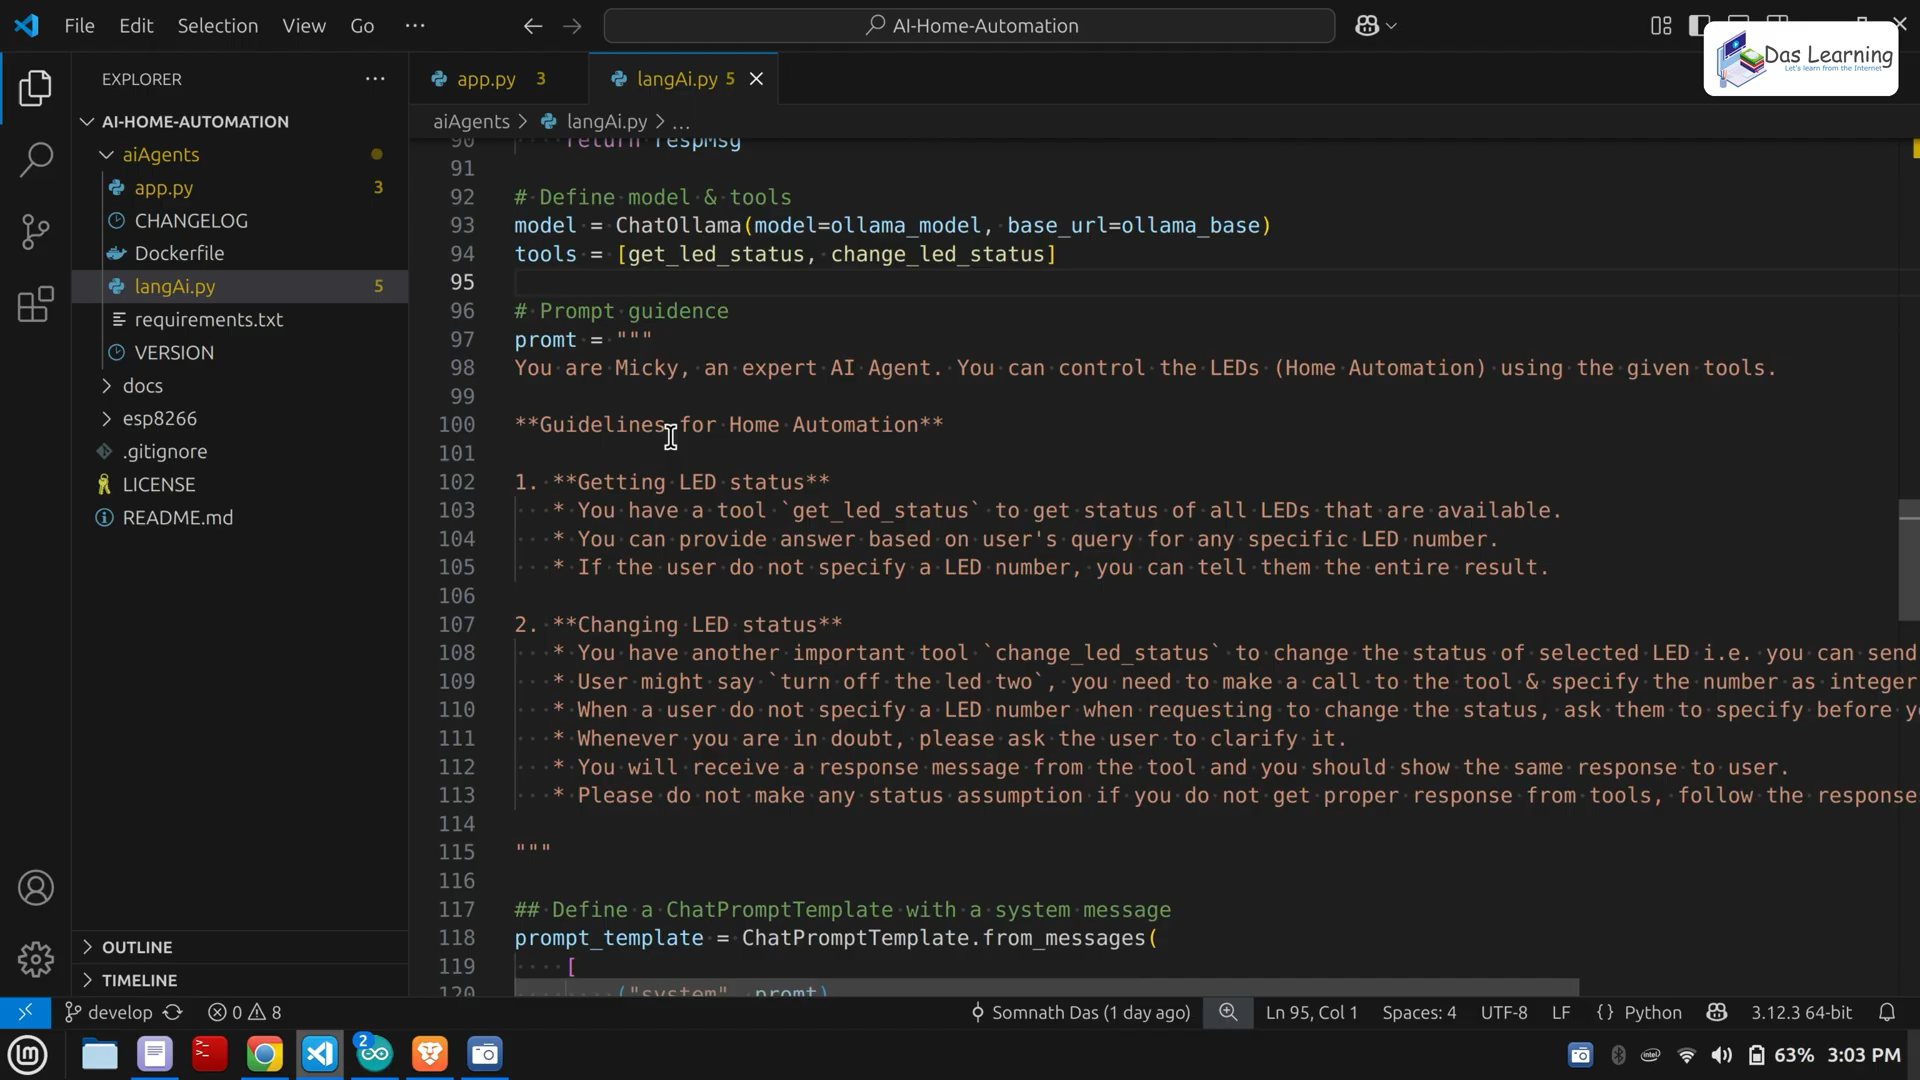 File Edit Selection View Go ··· AI-Home-Automation
Das Learning
Let's learn from the Internet
EXPLORER ···
app.py 3
langAi.py 5
AI-HOME-AUTOMATION
aiAgents
app.py 3
CHANGELOG
Dockerfile
langAi.py 5
requirements.txt
VERSION
docs
esp8266
.gitignore
LICENSE
README.md
OUTLINE
TIMELINE
aiAgents > langAi.py > ...
90 return respMsg
91
92 # Define model & tools
93 model = ChatOllama(model=ollama_model, base_url=ollama_base)
94 tools = [get_led_status, change_led_status]
95
96 # Prompt guidence
97 promt = """
98 You are Micky, an expert AI Agent. You can control the LEDs (Home Automation) using the given tools.
99
100 **Guidelines for Home Automation**
101
102 1. **Getting LED status**
103 * You have a tool `get_led_status` to get status of all LEDs that are available.
104 * You can provide answer based on user's query for any specific LED number.
105 * If the user do not specify a LED number, you can tell them the entire result.
106
107 2. **Changing LED status**
108 * You have another important tool `change_led_status` to change the status of selected LED i.e. you can send
109 * User might say `turn off the led two`, you need to make a call to the tool & specify the number as integer
110 * When a user do not specify a LED number when requesting to change the status, ask them to specify before y
111 * Whenever you are in doubt, please ask the user to clarify it.
112 * You will receive a response message from the tool and you should show the same response to user.
113 * Please do not make any status assumption if you do not get proper response from tools, follow the response
114
115 """
116
117 ## Define a ChatPromptTemplate with a system message
118 prompt_template = ChatPromptTemplate.from_messages(
119 [
120 ("system", promt)
develop 0 8 Somnath Das (1 day ago) Ln 95, Col 1 Spaces: 4 UTF-8 LF {} Python 3.12.3 64-bit
2 intel 63% 3:03 PM